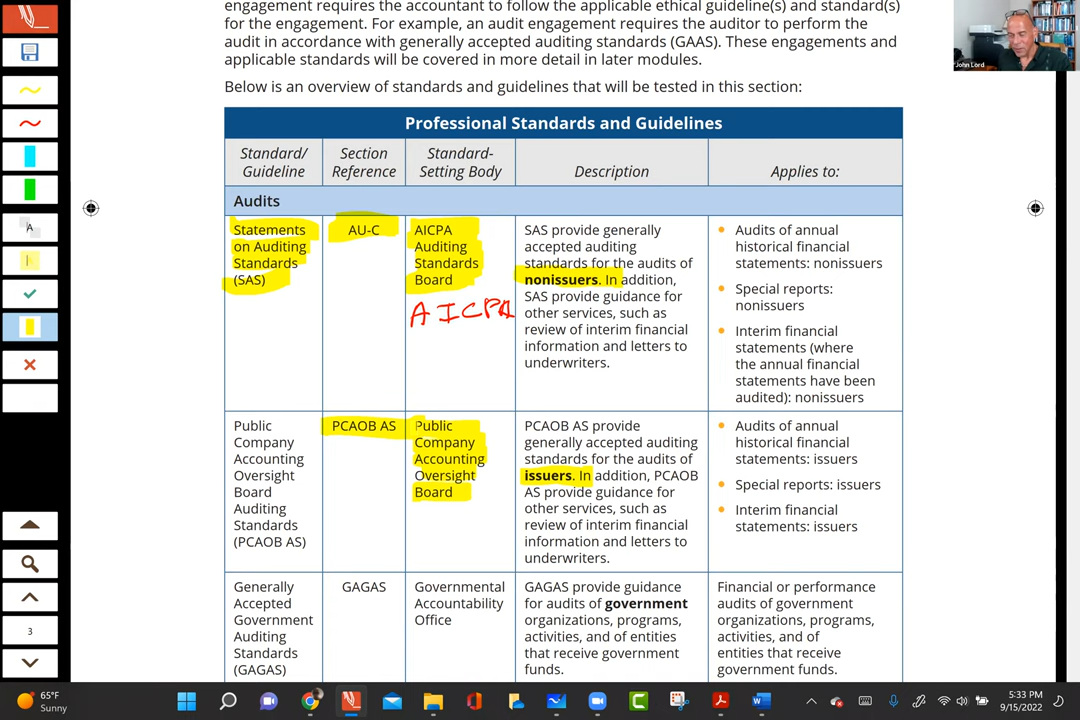 engagement requires the accountant to follow the applicable ethical guideline(s) and standard(s)
for the engagement. For example, an audit engagement requires the auditor to perform the
audit in accordance with generally accepted auditing standards (GAAS). These engagements and
applicable standards will be covered in more detail in later modules.
Below is an overview of standards and guidelines that will be tested in this section:
John Lord
Professional Standards and Guidelines
Standard/
Guideline
Section
Reference
Standard-
Setting Body
Description
Applies to:
Audits
Statements
on Auditing
Standards
(SAS)
AU-C
AICPA
Auditing
Standards
Board
AICPA
SAS provide generally
accepted auditing
standards for the audits of
nonissuers. In addition,
SAS provide guidance for
other services, such as
review of interim financial
information and letters to
underwriters.
Audits of annual
historical financial
statements: nonissuers
Special reports:
nonissuers
Interim financial
statements (where
the annual financial
statements have been
audited): nonissuers
Public
Company
Accounting
Oversight
Board
Auditing
Standards
(PCAOB AS)
PCAOB AS
Public
Company
Accounting
Oversight
Board
PCAOB AS provide
generally accepted auditing
standards for the audits of
issuers. In addition, PCAOB
AS provide guidance for
other services, such as
review of interim financial
information and letters to
underwriters.
Audits of annual
historical financial
statements: issuers
Special reports: issuers
Interim financial
statements: issuers
Generally
Accepted
Government
Auditing
Standards
(GAGAS)
GAGAS
Governmental
Accountability
Office
GAGAS provide guidance
for audits of government
organizations, programs,
activities, and of entities
that receive government
funds.
Financial or performance
audits of government
organizations, programs,
activities, and of
entities that receive
government funds.
A
3
65°F
Sunny
5:33 PM
9/15/2022